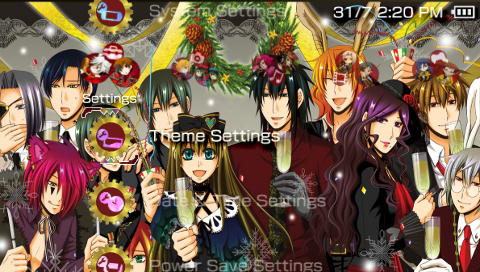 System Settings
31/7 2:20 PM
Settings
Theme Settings
Date & Time Settings
Power Save Settings